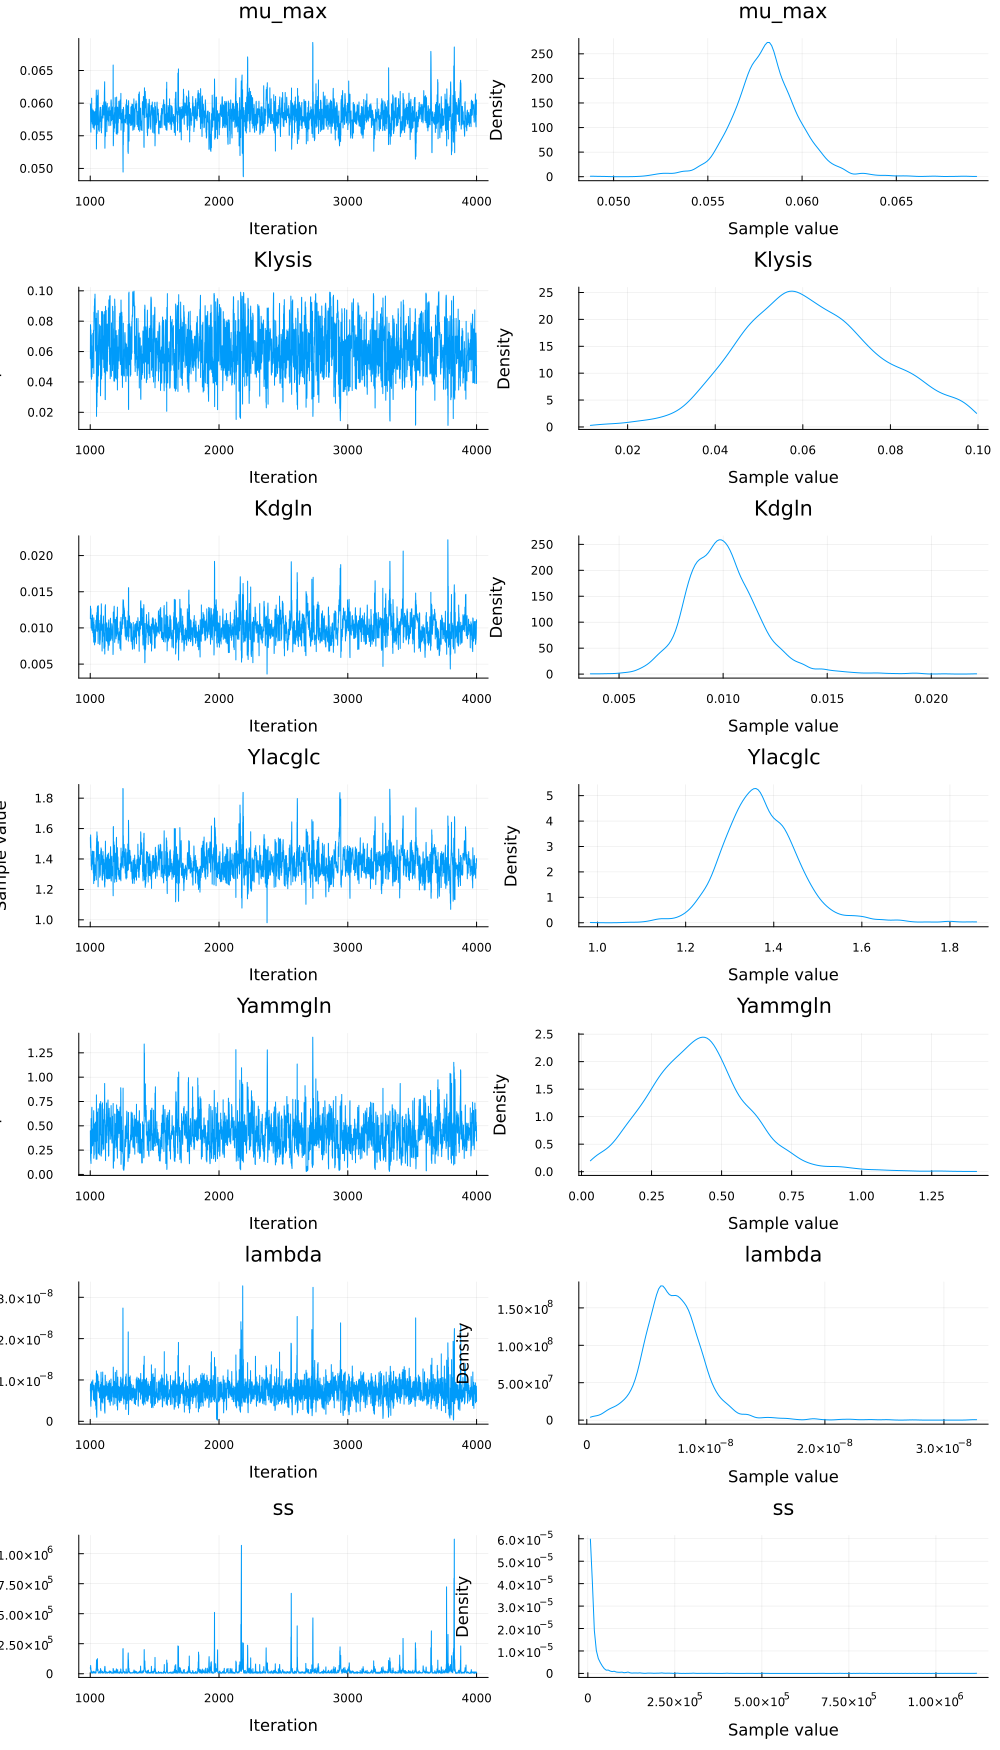 mu_max mu_max
0.065
0.060
0.055
0.050
1000 2000 3000 4000
Iteration
Density
250
200
150
100
50
0
0.050 0.055 0.060 0.065
Sample value
Klysis Klysis
0.10
0.08
0.06
0.04
0.02
1000 2000 3000 4000
Iteration
Density
25
20
15
10
5
0
0.02 0.04 0.06 0.08 0.10
Sample value
Kdgln Kdgln
0.020
0.015
0.010
0.005
1000 2000 3000 4000
Iteration
Density
250
200
150
100
50
0
0.005 0.010 0.015 0.020
Sample value
Ylacglc Ylacglc
Sample value
1.8
1.6
1.4
1.2
1.0
1000 2000 3000 4000
Iteration
Density
5
4
3
2
1
0
1.0 1.2 1.4 1.6 1.8
Sample value
Yammgln Yammgln
1.25
1.00
0.75
0.50
0.25
0.00
1000 2000 3000 4000
Iteration
Density
2.5
2.0
1.5
1.0
0.5
0.0
0.00 0.25 0.50 0.75 1.00 1.25
Sample value
lambda lambda
3.0×10⁻⁸
2.0×10⁻⁸
1.0×10⁻⁸
0
1000 2000 3000 4000
Iteration
Density
1.50×10⁸
1.00×10⁸
5.00×10⁷
0
0 1.0×10⁻⁸ 2.0×10⁻⁸ 3.0×10⁻⁸
Sample value
ss ss
1.00×10⁶
7.50×10⁵
5.00×10⁵
2.50×10⁵
0
1000 2000 3000 4000
Iteration
Density
6.0×10⁻⁵
5.0×10⁻⁵
4.0×10⁻⁵
3.0×10⁻⁵
2.0×10⁻⁵
1.0×10⁻⁵
0
0 2.50×10⁵ 5.00×10⁵ 7.50×10⁵ 1.00×10⁶
Sample value